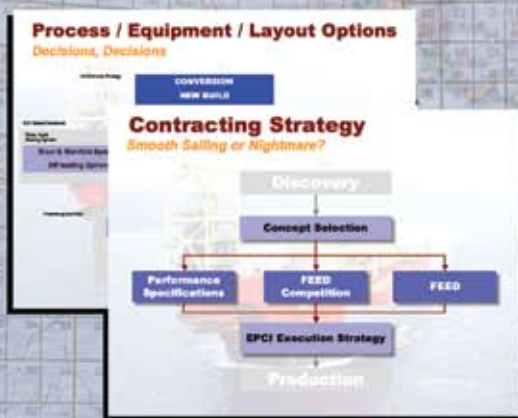 Process / Equipment / Layout Options
Decisions, Decisions
CONVERSION
NEW BUILD
Contracting Strategy
Smooth Sailing or Nightmare?
Discovery
Concept Selection
Performance
Specifications
FEED
Competition
FEED
EPCI Execution Strategy
Production